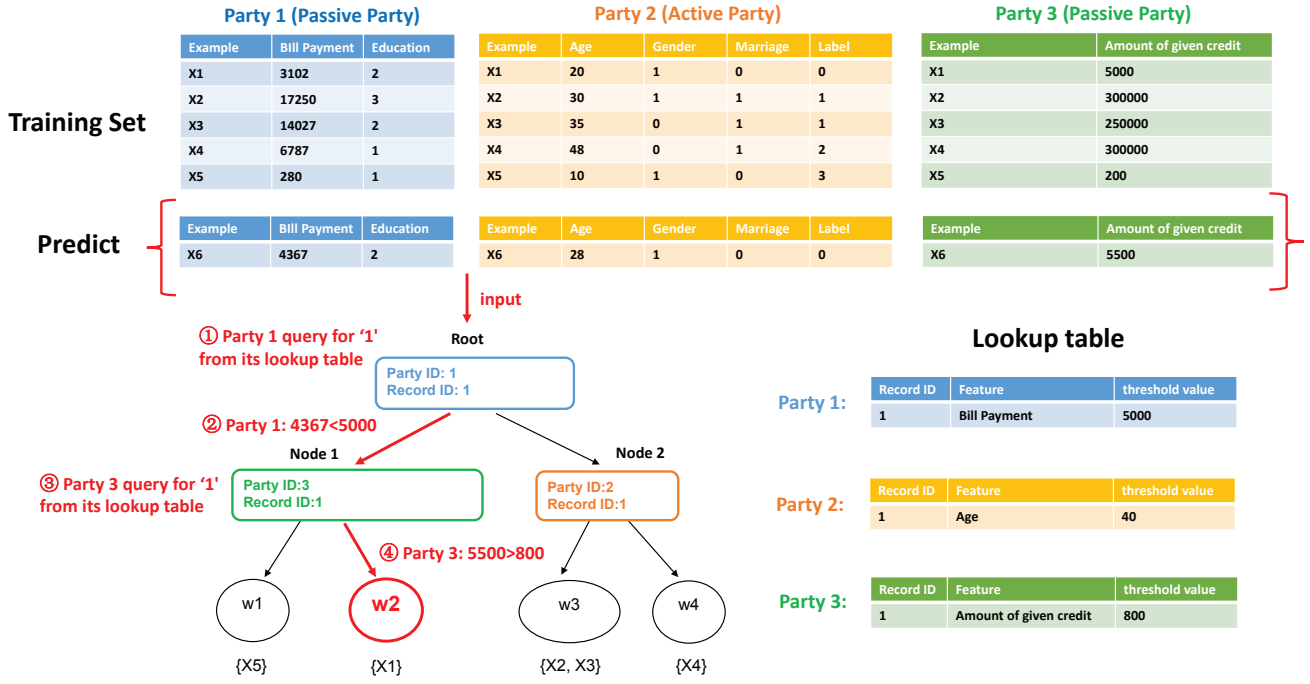 Party 1 (Passive Party)
Party 2 (Active Party)
Party 3 (Passive Party)
Training Set
Example BIll Payment Education
X1 3102 2
X2 17250 3
X3 14027 2
X4 6787 1
X5 280 1
Example Age Gender Marriage Label
X1 20 1 0 0
X2 30 1 1 1
X3 35 0 1 1
X4 48 0 1 2
X5 10 1 0 3
Example Amount of given credit
X1 5000
X2 300000
X3 250000
X4 300000
X5 200
Predict
Example BIll Payment Education
X6 4367 2
Example Age Gender Marriage Label
X6 28 1 0 0
Example Amount of given credit
X6 5500
input
① Party 1 query for ‘1'
from its lookup table
Root
Party ID: 1
Record ID: 1
② Party 1: 4367<5000
Node 1
Node 2
③ Party 3 query for ‘1'
from its lookup table
Party ID:3
Record ID:1
Party ID:2
Record ID:1
④ Party 3: 5500>800
w1
w2
w3
w4
{X5}
{X1}
{X2, X3}
{X4}
Lookup table
Party 1:
Record ID Feature threshold value
1 Bill Payment 5000
Party 2:
Record ID Feature threshold value
1 Age 40
Party 3:
Record ID Feature threshold value
1 Amount of given credit 800